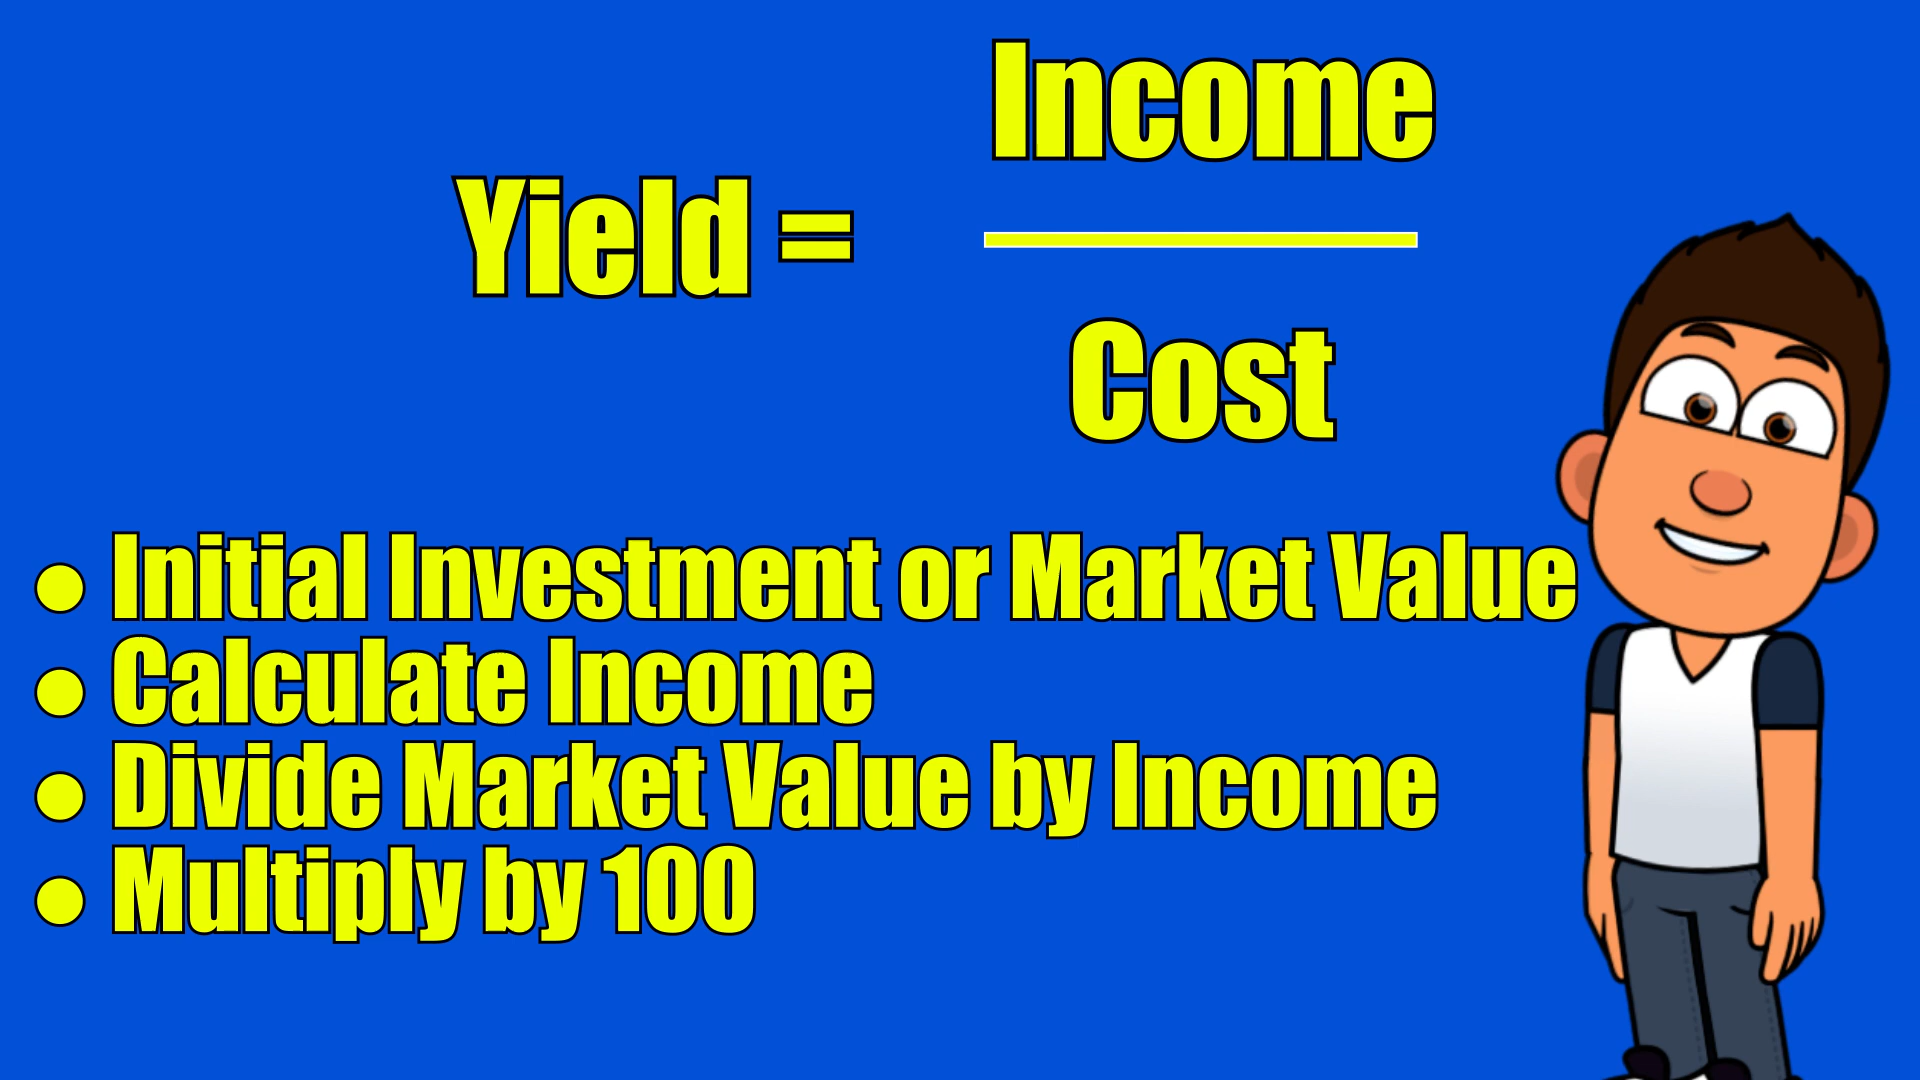 Income
Yield =
Cost
• Initial Investment or Market Value
• Calculate Income
• Divide Market Value by Income
• Multiply by 100